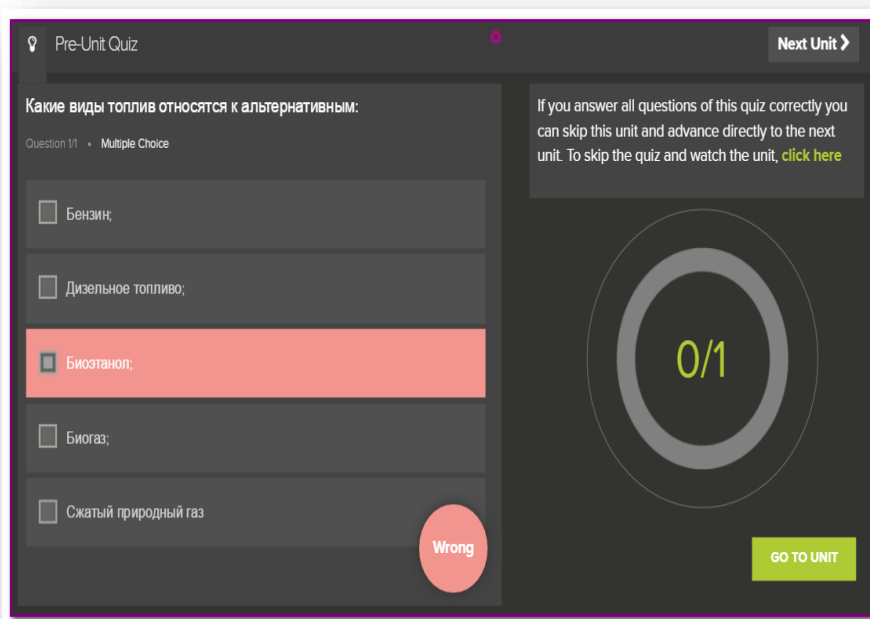 Pre-Unit Quiz
Next Unit ❯
Какие виды топлив относятся к альтернативным:
Question 1/1 • Multiple Choice
Бензин;
Дизельное топливо;
Биоэтанол;
Биогаз;
Сжатый природный газ
Wrong
If you answer all questions of this quiz correctly you
can skip this unit and advance directly to the next
unit. To skip the quiz and watch the unit, click here
0/1
GO TO UNIT